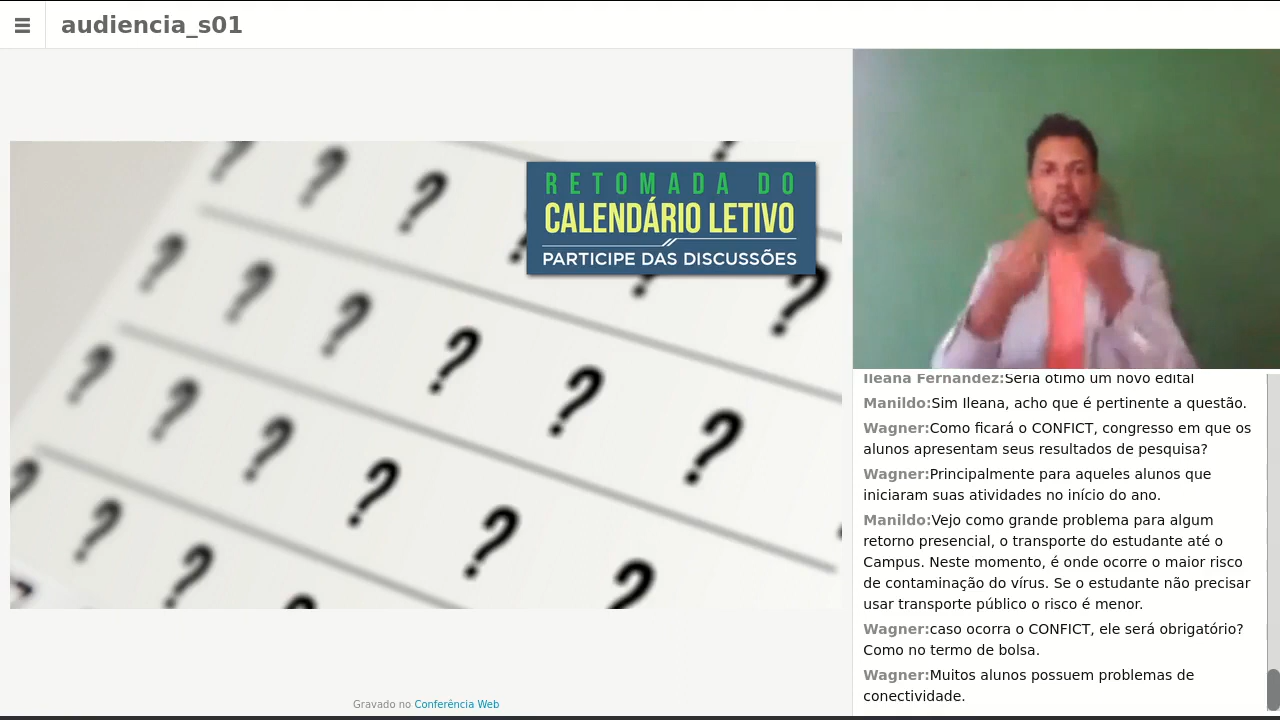 audiencia_s01
RETOMADA DO
CALENDÁRIO LETIVO
PARTICIPE DAS DISCUSSÕES
? ? ? ?
? ? ? ? ? ?
? ? ? ? ? ?
? ? ? ? ? ?
Ileana Fernandez:Seria ótimo um novo edital
Manildo:Sim Ileana, acho que é pertinente a questão.
Wagner:Como ficará o CONFICT, congresso em que os
alunos apresentam seus resultados de pesquisa?
Wagner:Principalmente para aqueles alunos que
iniciaram suas atividades no início do ano.
Manildo:Vejo como grande problema para algum
retorno presencial, o transporte do estudante até o
Campus. Neste momento, é onde ocorre o maior risco
de contaminação do vírus. Se o estudante não precisar
usar transporte público o risco é menor.
Wagner:caso ocorra o CONFICT, ele será obrigatório?
Como no termo de bolsa.
Wagner:Muitos alunos possuem problemas de
conectividade.
Gravado no Conferência Web